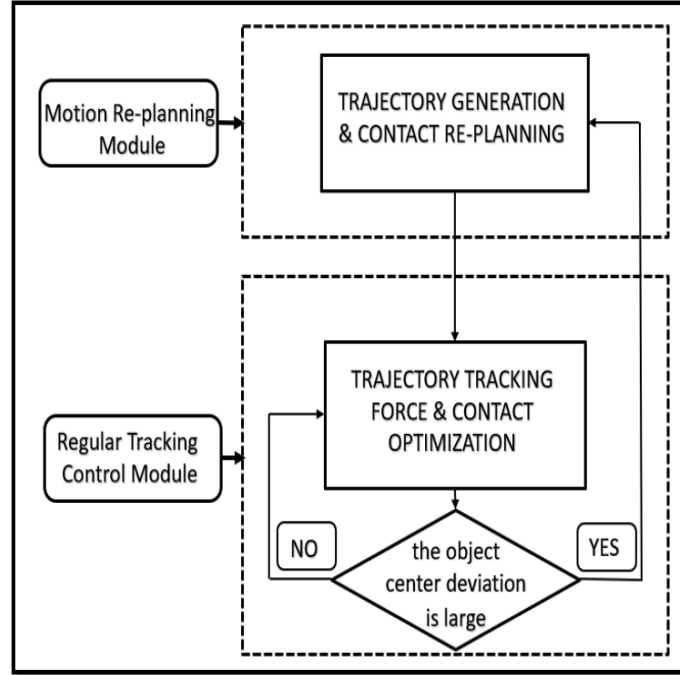 TRAJECTORY GENERATION
& CONTACT RE-PLANNING
Motion Re-planning
Module
TRAJECTORY TRACKING
FORCE & CONTACT
OPTIMIZATION
Regular Tracking
Control Module
NO
the object
center deviation
is large
YES